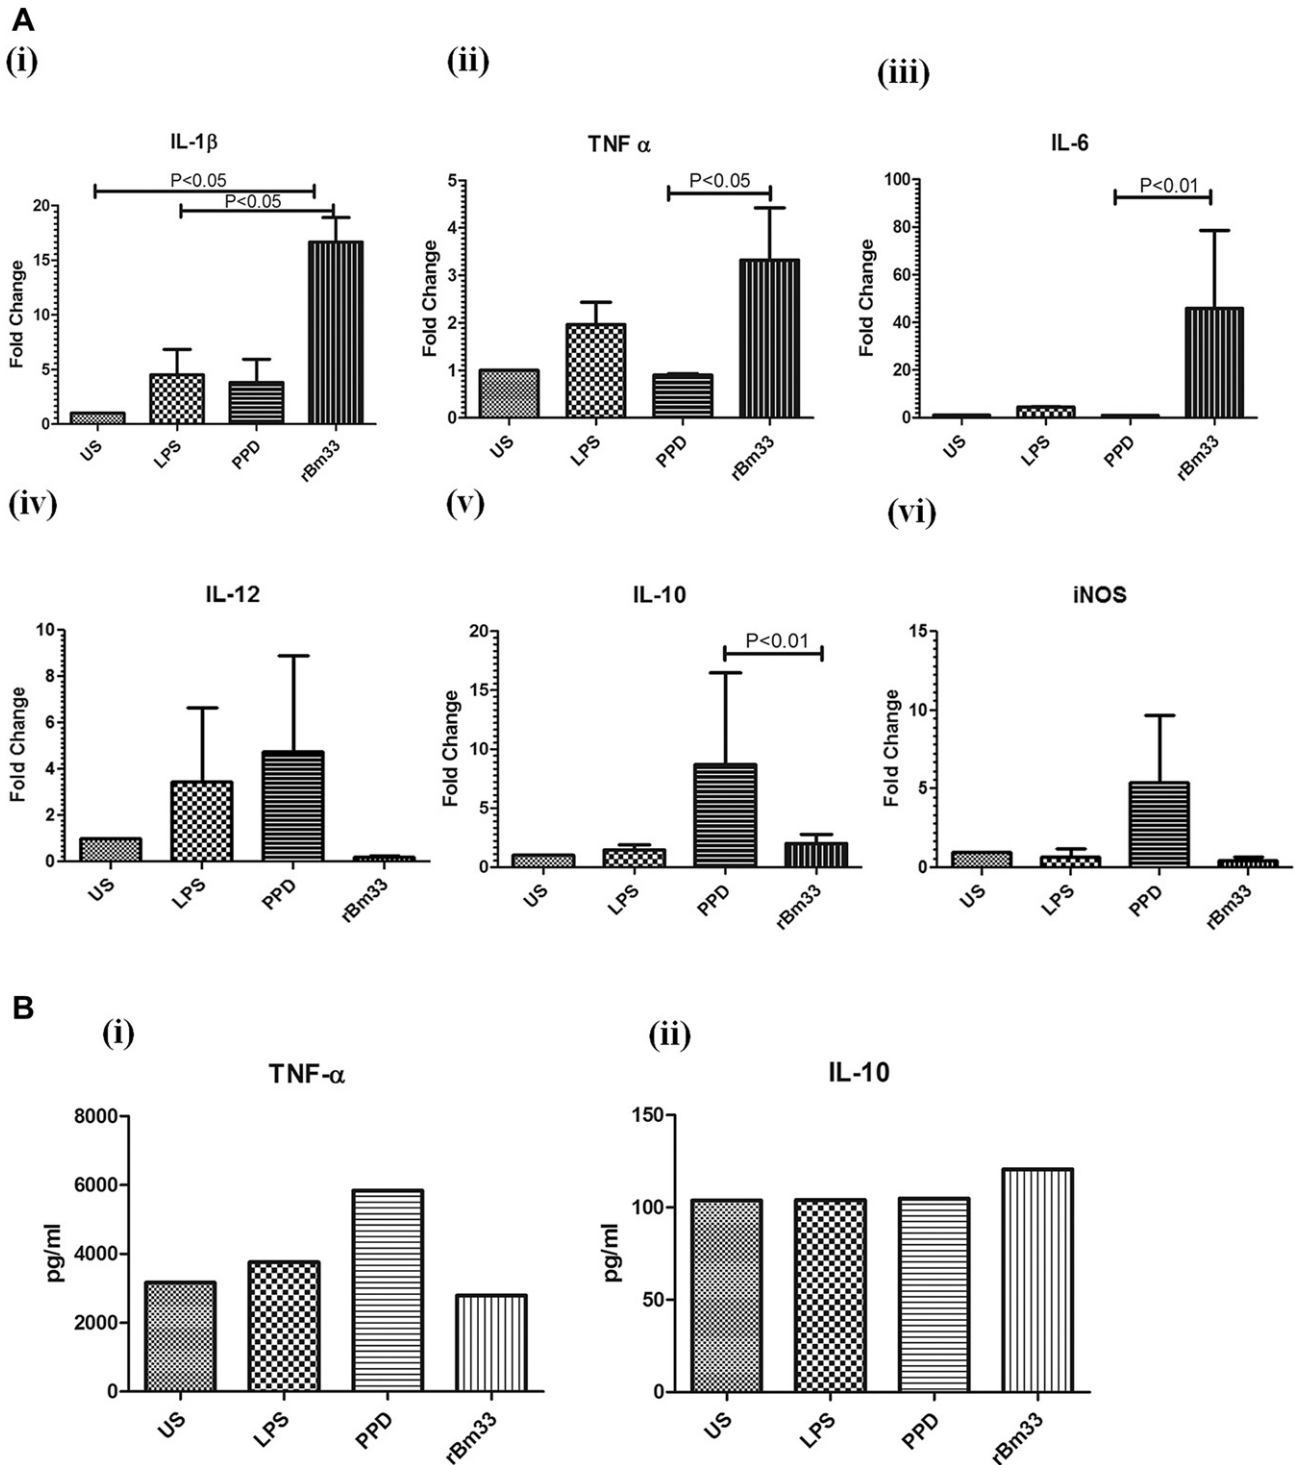 A
(i)
(ii)
(iii)
IL-1β
P<0.05
P<0.05
Fold Change
20
15
10
5
0
US
LPS
PPD
rBm33
TNF α
P<0.05
Fold Change
5
4
3
2
1
0
US
LPS
PPD
rBm33
IL-6
P<0.01
Fold Change
100
80
60
40
20
0
US
LPS
PPD
rBm33
(iv)
(v)
(vi)
IL-12
Fold Change
10
8
6
4
2
0
US
LPS
PPD
rBm33
IL-10
P<0.01
Fold Change
20
15
10
5
0
US
LPS
PPD
rBm33
iNOS
Fold Change
15
10
5
0
US
LPS
PPD
rBm33
B
(i)
(ii)
TNF-α
pg/ml
8000
6000
4000
2000
0
US
LPS
PPD
rBm33
IL-10
pg/ml
150
100
50
0
US
LPS
PPD
rBm33